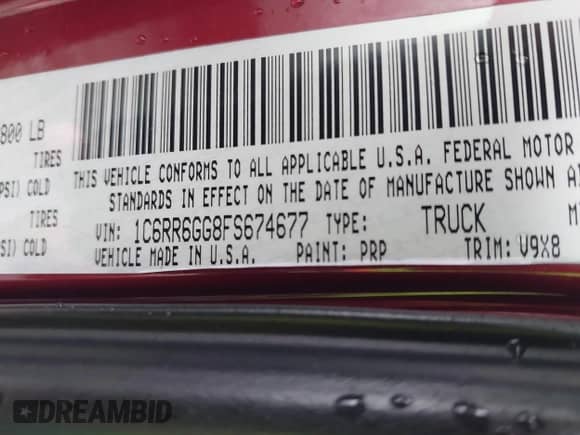 800 LB
TIRES
PSI) COLD
TIRES
SI) COLD
THIS VEHICLE CONFORMS TO ALL APPLICABLE U.S.A. FEDERAL MOTOR
STANDARDS IN EFFECT ON THE DATE OF MANUFACTURE SHOWN A
VIN: 1C6RR6GG8FS674677 TYPE: TRUCK M
VEHICLE MADE IN U.S.A. PAINT: PRP TRIM: V9X8
DREAMBID